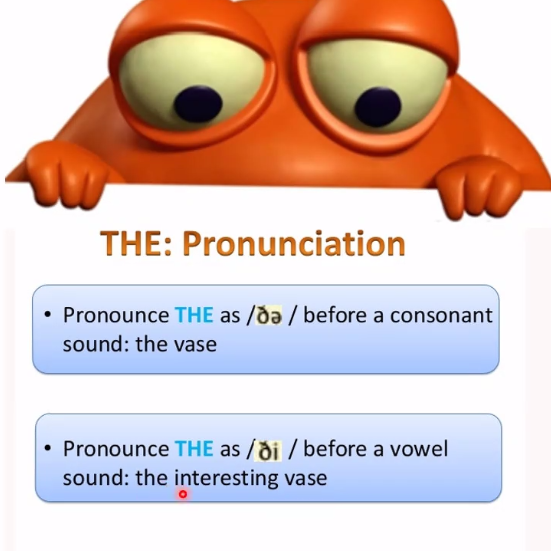 THE: Pronunciation
• Pronounce THE as /ðə / before a consonant
sound: the vase
• Pronounce THE as /ði / before a vowel
sound: the interesting vase